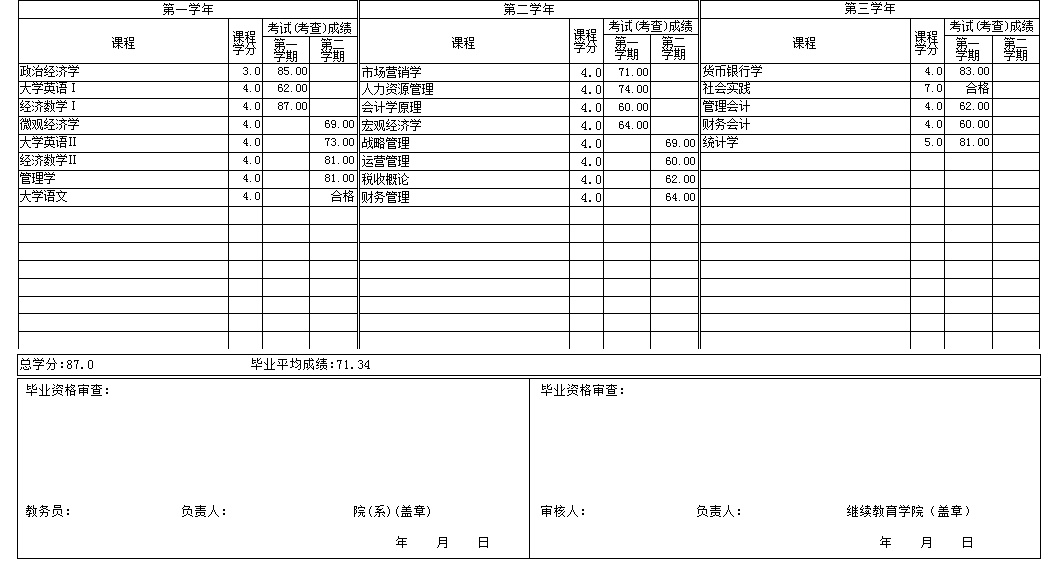 第一学年 第二学年 第三学年
课程 课程学分 考试(考查)成绩 第一学期 第二学期 课程 课程学分 考试(考查)成绩 第一学期 第二学期 课程 课程学分 考试(考查)成绩 第一学期 第二学期
政治经济学 3.0 85.00 市场营销学 4.0 71.00 货币银行学 4.0 83.00
大学英语Ⅰ 4.0 62.00 人力资源管理 4.0 74.00 社会实践 7.0 合格
经济数学Ⅰ 4.0 87.00 会计学原理 4.0 60.00 管理会计 4.0 62.00
微观经济学 4.0 69.00 宏观经济学 4.0 64.00 财务会计 4.0 60.00
大学英语Ⅱ 4.0 73.00 战略管理 4.0 69.00 统计学 5.0 81.00
经济数学Ⅱ 4.0 81.00 运营管理 4.0 60.00
管理学 4.0 81.00 税收概论 4.0 62.00
大学语文 4.0 合格 财务管理 4.0 64.00
总学分:87.0 毕业平均成绩:71.34
毕业资格审查: 毕业资格审查:
教务员: 负责人: 院(系)(盖章) 审核人: 负责人: 继续教育学院（盖章）
年 月 日 年 月 日